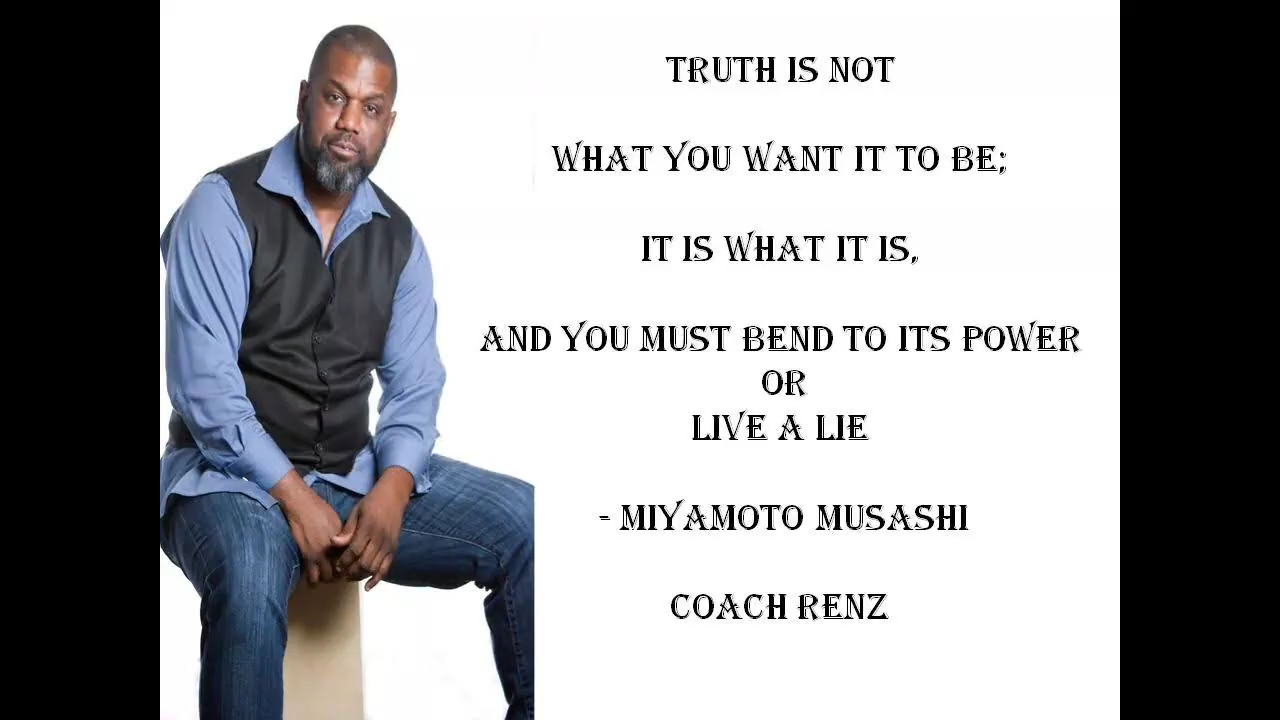 TRUTH IS NOT
WHAT YOU WANT IT TO BE;
IT IS WHAT IT IS,
AND YOU MUST BEND TO ITS POWER
OR
LIVE A LIE
- MIYAMOTO MUSASHI
COACH RENZ